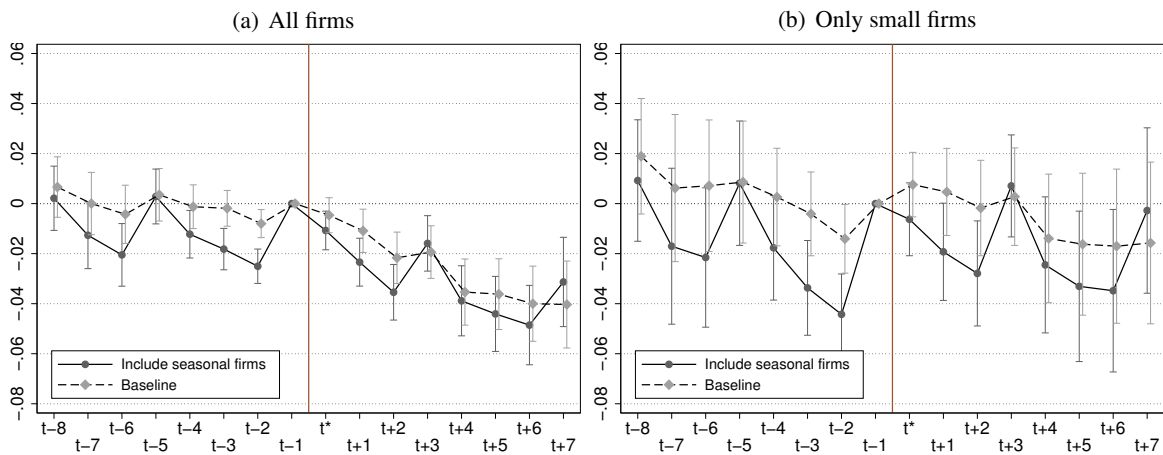 (a) All firms
.06
.04
.02
0
-.02
-.04
-.06
-.08
Include seasonal firms
Baseline
t−8
t−7
t−6
t−5
t−4
t−3
t−2
t−1
t*
t+1
t+2
t+3
t+4
t+5
t+6
t+7
(b) Only small firms
.06
.04
.02
0
-.02
-.04
-.06
-.08
Include seasonal firms
Baseline
t−8
t−7
t−6
t−5
t−4
t−3
t−2
t−1
t*
t+1
t+2
t+3
t+4
t+5
t+6
t+7